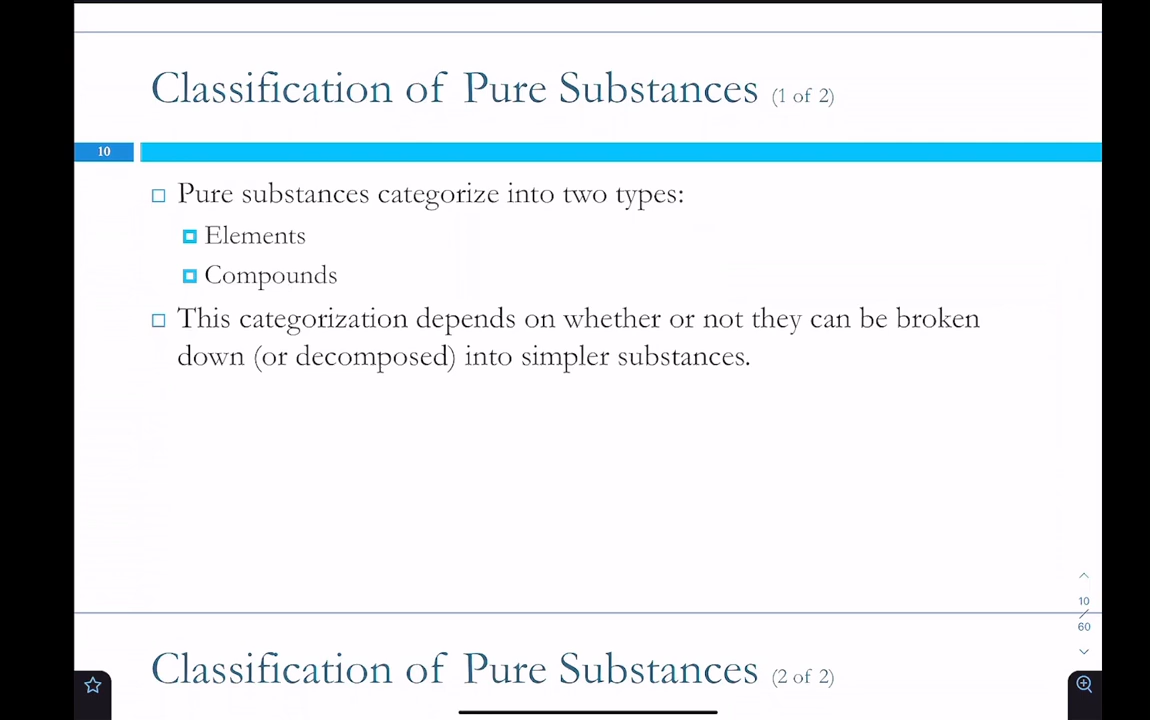 Classification of Pure Substances (1 of 2)
10
Pure substances categorize into two types:
Elements
Compounds
This categorization depends on whether or not they can be broken
down (or decomposed) into simpler substances.
10
/
60
Classification of Pure Substances (2 of 2)